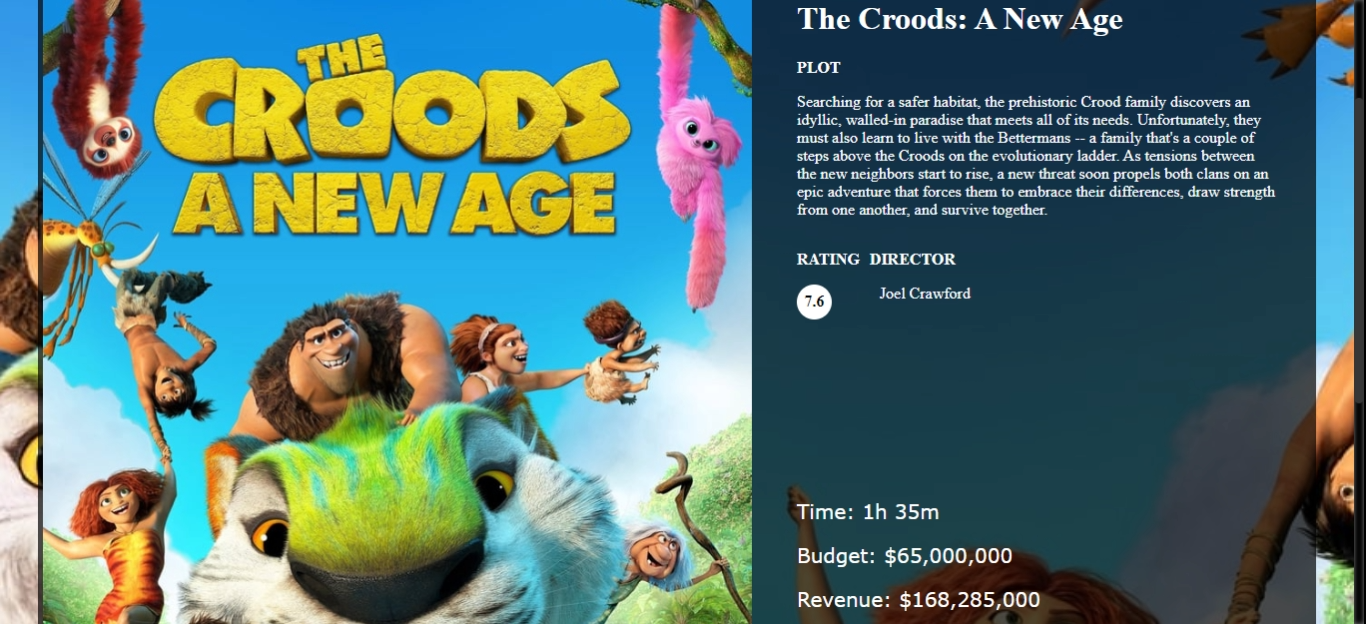 THE
CROODS
A NEW AGE
The Croods: A New Age
PLOT
Searching for a safer habitat, the prehistoric Crood family discovers an
idyllic, walled-in paradise that meets all of its needs. Unfortunately, they
must also learn to live with the Bettermans -- a family that's a couple of
steps above the Croods on the evolutionary ladder. As tensions between
the new neighbors start to rise, a new threat soon propels both clans on an
epic adventure that forces them to embrace their differences, draw strength
from one another, and survive together.
RATING DIRECTOR
7.6 Joel Crawford
Time: 1h 35m
Budget: $65,000,000
Revenue: $168,285,000